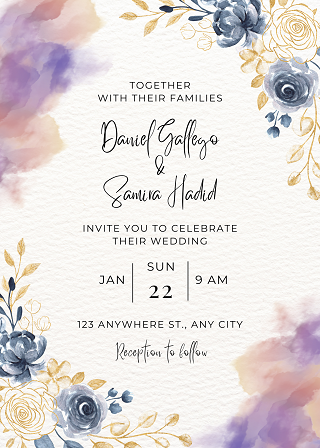 TOGETHER
WITH THEIR FAMILIES
Daniel Gallego
&
Samira Hadid
INVITE YOU TO CELEBRATE
THEIR WEDDING
JAN
SUN
22
9 AM
123 ANYWHERE ST., ANY CITY
Reception to follow